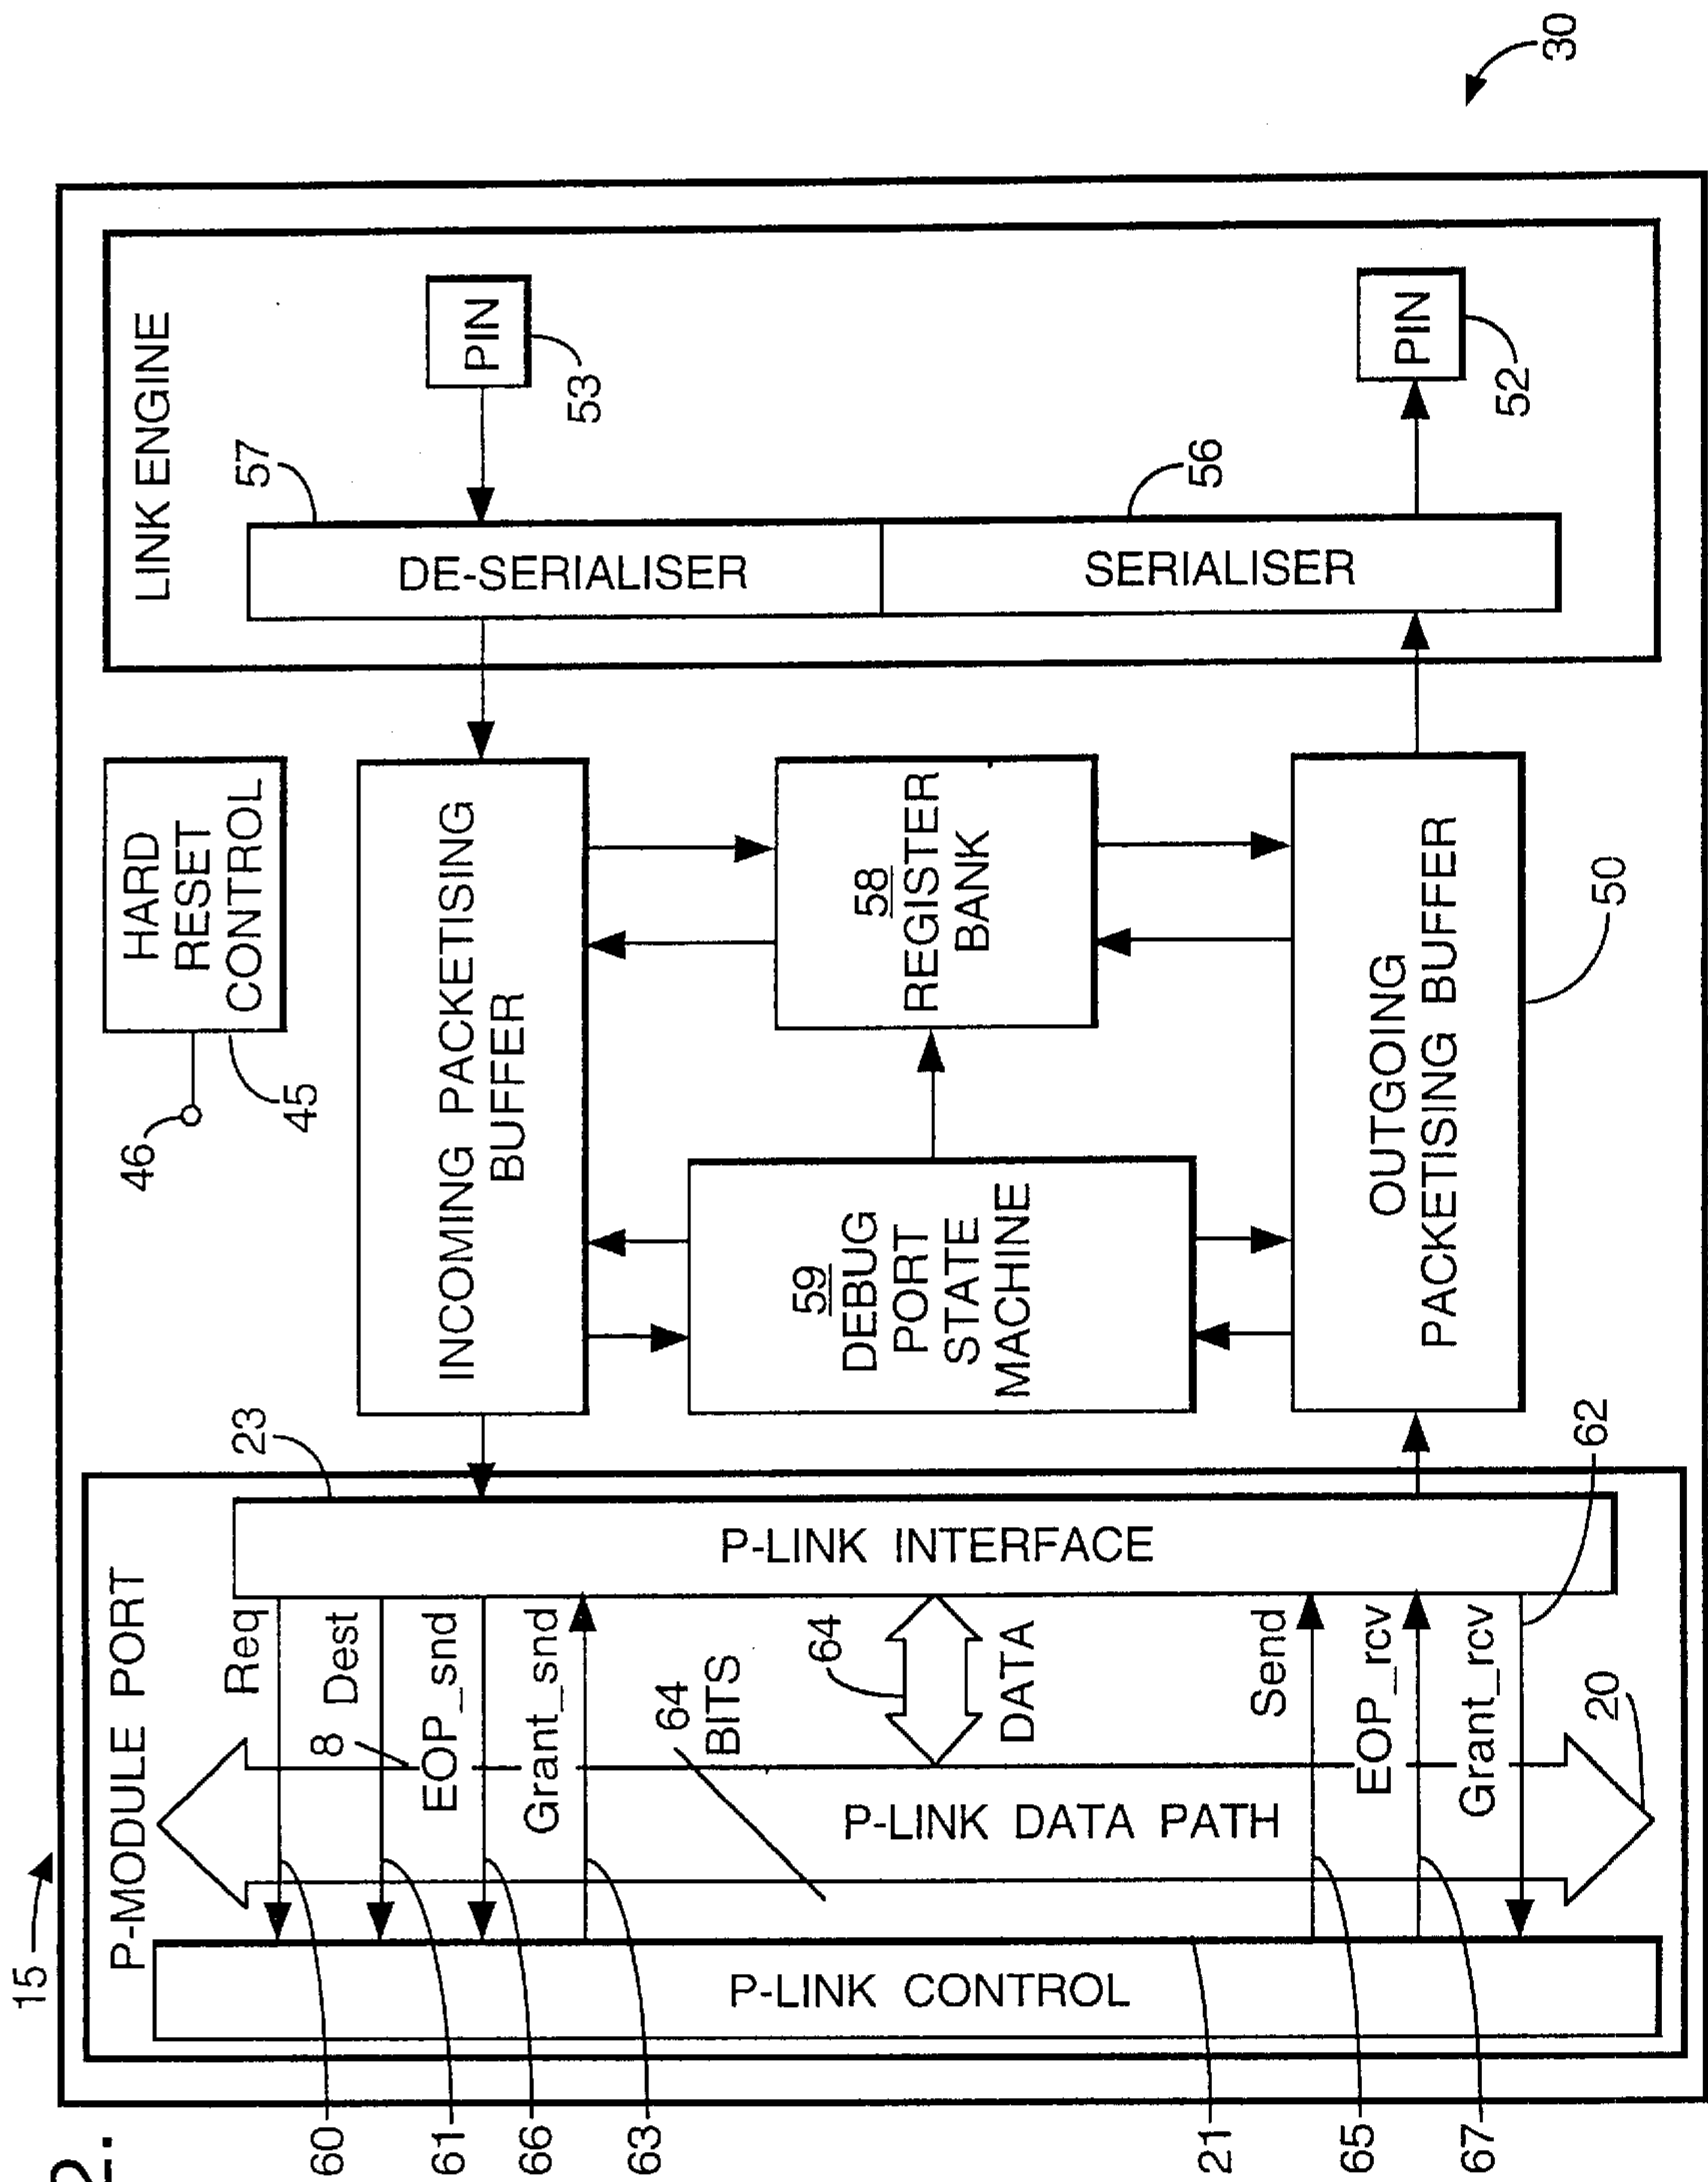 2.
15
30
P-MODULE PORT
P-LINK CONTROL
P-LINK DATA PATH
P-LINK INTERFACE
Req
8
Dest
EOP_snd
Grant_snd
64
BITS
64
DATA
Send
EOP_rcv
Grant_rcv
20
62
23
60
61
66
63
21
65
67
46
45
HARD
RESET
CONTROL
INCOMING PACKETISING
BUFFER
59
DEBUG
PORT
STATE
MACHINE
58
REGISTER
BANK
OUTGOING
PACKETISING BUFFER
50
LINK ENGINE
57
DE-SERIALISER
56
SERIALISER
PIN
53
PIN
52